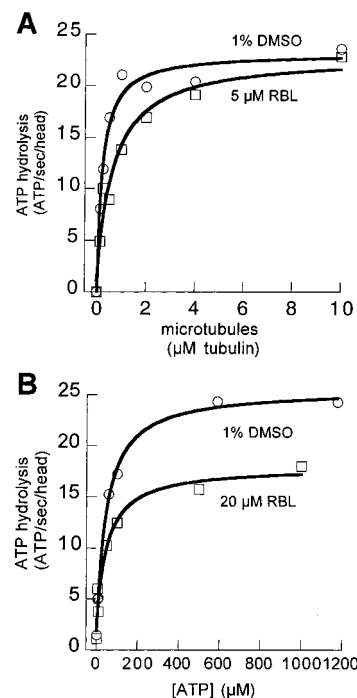 A
ATP hydrolysis
(ATP/sec/head)
25
20
15
10
5
0
1% DMSO
5 µM RBL
0 2 4 6 8 10
microtubules
(µM tubulin)
B
ATP hydrolysis
(ATP/sec/head)
25
20
15
10
5
0
1% DMSO
20 µM RBL
0 200 400 600 800 1000 1200
[ATP] (µM)